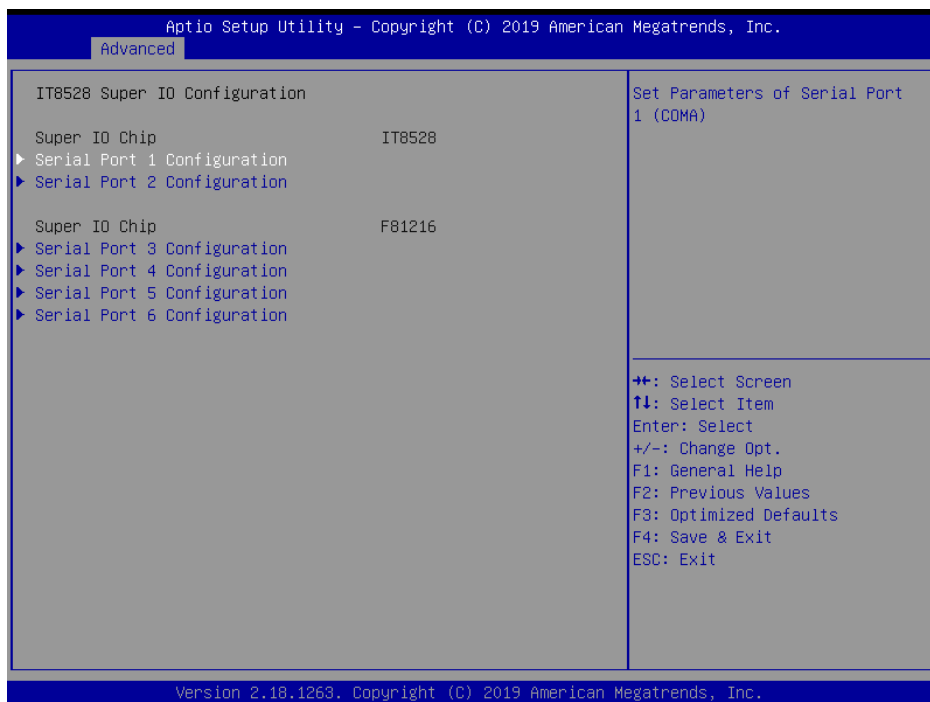 Aptio Setup Utility – Copyright (C) 2019 American Megatrends, Inc.
Advanced
IT8528 Super IO Configuration
Super IO Chip IT8528
Serial Port 1 Configuration
Serial Port 2 Configuration
Super IO Chip F81216
Serial Port 3 Configuration
Serial Port 4 Configuration
Serial Port 5 Configuration
Serial Port 6 Configuration
Set Parameters of Serial Port
1 (COMA)
→←: Select Screen
↑↓: Select Item
Enter: Select
+/-: Change Opt.
F1: General Help
F2: Previous Values
F3: Optimized Defaults
F4: Save & Exit
ESC: Exit
Version 2.18.1263. Copyright (C) 2019 American Megatrends, Inc.